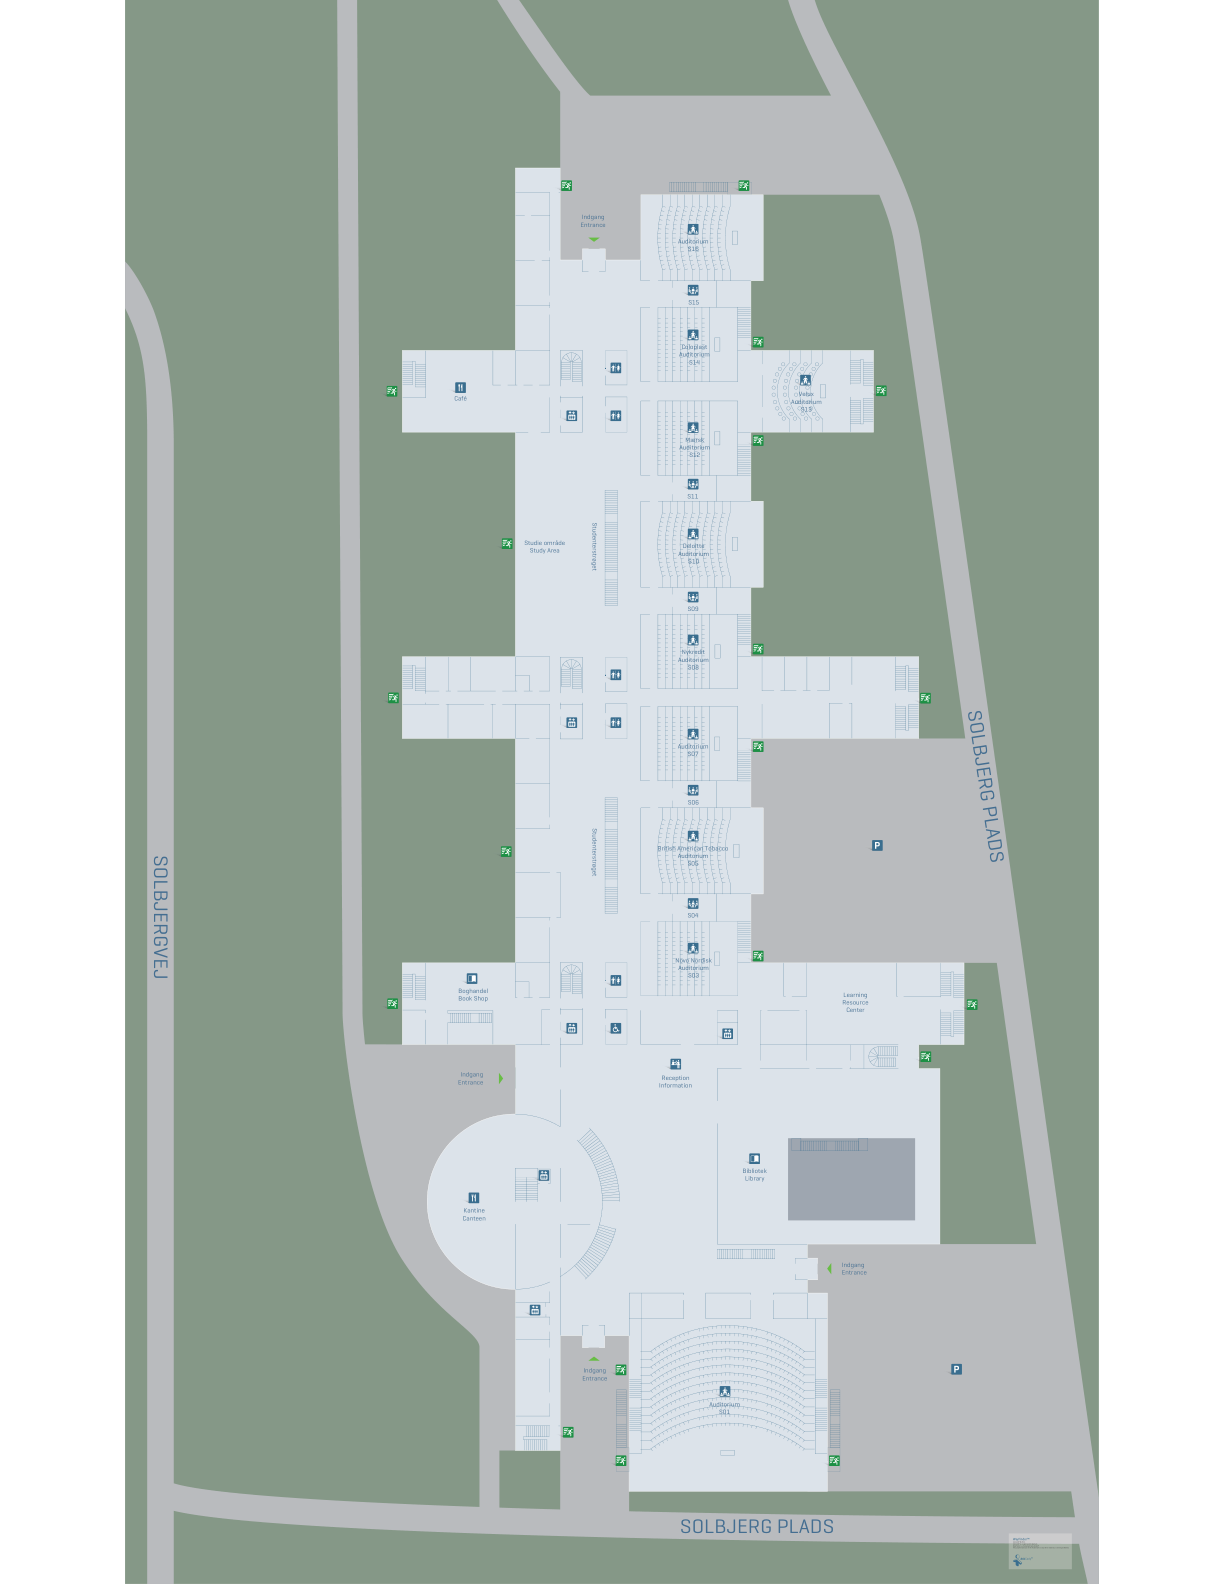 Indgang
Entrance
Auditorium
S16
S15
Coloplast
Auditorium
S14
Café
Velux
Auditorium
S13
Mærsk
Auditorium
S12
S11
Studie område
Study Area
Studenterstrøget
Deloitte
Auditorium
S10
S09
Nykredit
Auditorium
S08
SOLBJERG PLADS
Auditorium
S07
S06
Studenterstrøget
British American Tobacco
Auditorium
S05
P
SOLBJERGVEJ
S04
Novo Nordisk
Auditorium
S03
Boghandel
Book Shop
Learning
Resource
Center
Indgang
Entrance
Reception
Information
Bibliotek
Library
Kantine
Canteen
Indgang
Entrance
Indgang
Entrance
P
Auditorium
S01
SOLBJERG PLADS